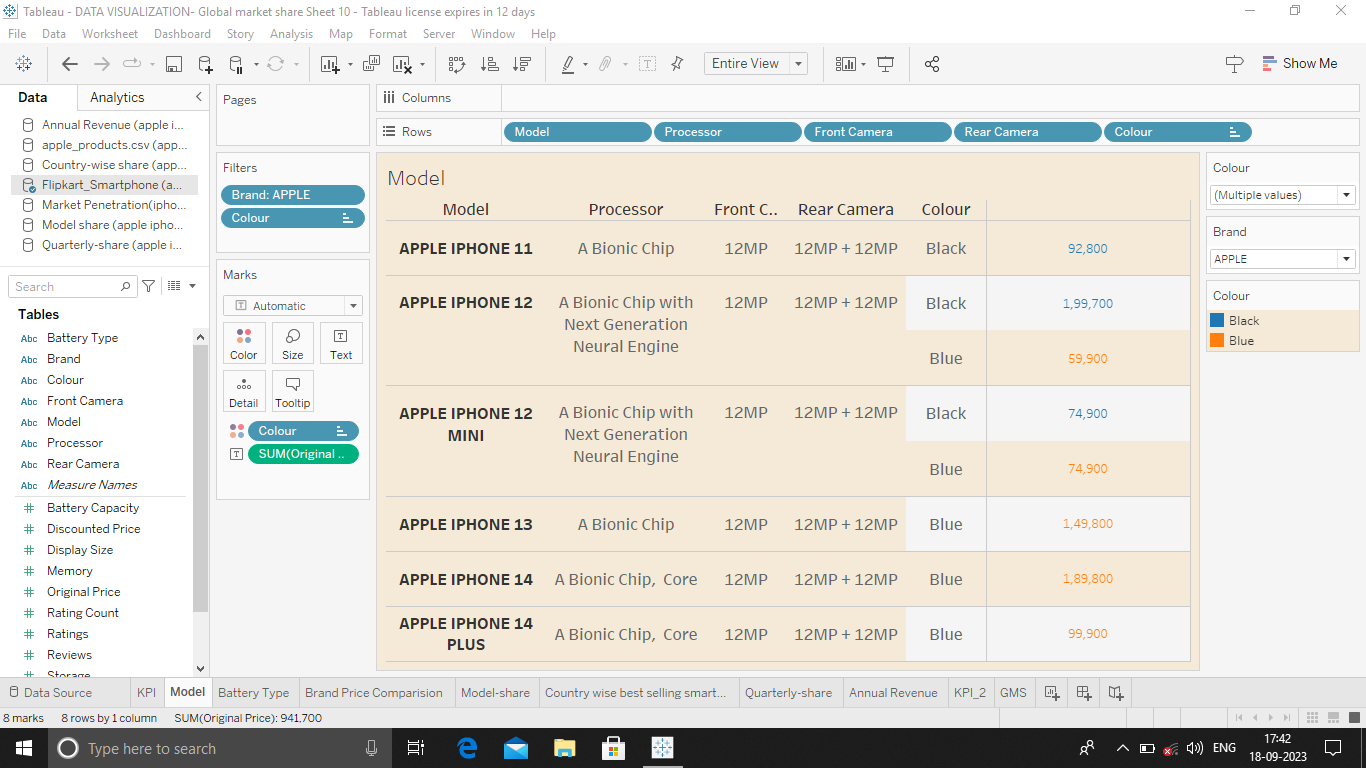 Tableau - DATA VISUALIZATION- Global market share Sheet 10 - Tableau license expires in 12 days
File Data Worksheet Dashboard Story Analysis Map Format Server Window Help
Entire View
Show Me
Data Analytics
Annual Revenue (apple i...
apple_products.csv (app...
Country-wise share (app...
Flipkart_Smartphone (a...
Market Penetration(ipho...
Model share (apple ipho...
Quarterly-share (apple i...
Search
Tables
Abc Battery Type
Abc Brand
Abc Colour
Abc Front Camera
Abc Model
Abc Processor
Abc Rear Camera
Abc Measure Names
# Battery Capacity
# Discounted Price
# Display Size
# Memory
# Original Price
# Rating Count
# Ratings
# Reviews
# Storage
Pages
Filters
Brand: APPLE
Colour
Marks
T Automatic
Color Size Text
Detail Tooltip
Colour
SUM(Original ..
Columns
Rows Model Processor Front Camera Rear Camera Colour
Model
Model Processor Front C.. Rear Camera Colour
APPLE IPHONE 11 A Bionic Chip 12MP 12MP + 12MP Black 92,800
APPLE IPHONE 12 A Bionic Chip with 12MP 12MP + 12MP Black 1,99,700
Next Generation
Neural Engine
Blue 59,900
APPLE IPHONE 12 A Bionic Chip with 12MP 12MP + 12MP Black 74,900
MINI Next Generation
Neural Engine
Blue 74,900
APPLE IPHONE 13 A Bionic Chip 12MP 12MP + 12MP Blue 1,49,800
APPLE IPHONE 14 A Bionic Chip, Core 12MP 12MP + 12MP Blue 1,89,800
APPLE IPHONE 14 A Bionic Chip, Core 12MP 12MP + 12MP Blue 99,900
PLUS
Colour
(Multiple values)
Brand
APPLE
Colour
Black
Blue
Data Source KPI Model Battery Type Brand Price Comparision Model-share Country wise best selling smart... Quarterly-share Annual Revenue KPI_2 GMS
8 marks 8 rows by 1 column SUM(Original Price): 941,700
Type here to search
ENG
17:42
18-09-2023